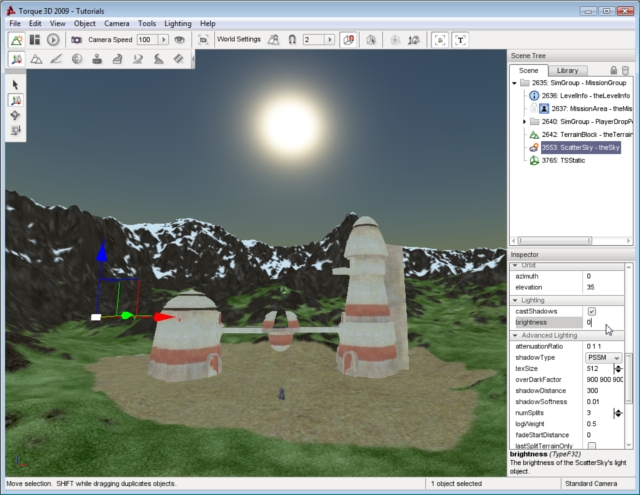 Torque 3D 2009 - Tutorials
File Edit View Object Camera Tools Lighting Help
Camera Speed 100 World Settings 2 T
Scene Tree
Scene Library
2635: SimGroup - MissionGroup
2636: LevelInfo - theLevelInfo
2637: MissionArea - theMis
2640: SimGroup - PlayerDropP
2642: TerrainBlock - theTerrain
3553: ScatterSky - theSky
3765: TSStatic
Inspector
Orbit
azimuth 0
elevation 35
Lighting
castShadows
brightness 0
Advanced Lighting
attenuationRatio 0 1 1
shadowType PSSM
texSize 512
overDarkFactor 900 900 900
shadowDistance 300
shadowSoftness 0.01
numSplits 3
logWeight 0.5
fadeStartDistance 0
lastSplitTerrainOnly
brightness (TypeF32)
The brightness of the ScatterSky's light
object.
Move selection. SHIFT while dragging duplicates objects. 1 object selected Standard Camera